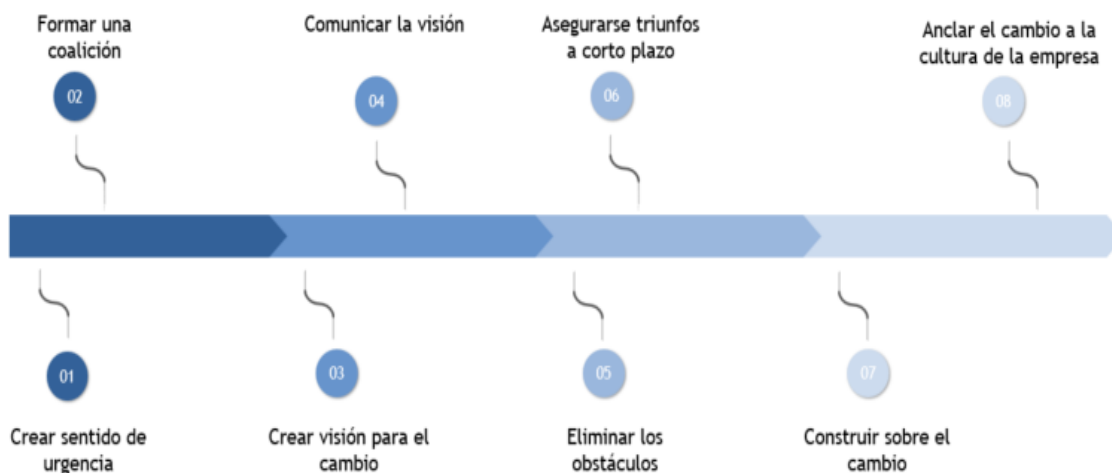 Formar una
coalición
Comunicar la visión
Asegurarse triunfos
a corto plazo
Anclar el cambio a la
cultura de la empresa
02
04
06
08
01
03
05
07
Crear sentido de
urgencia
Crear visión para el
cambio
Eliminar los
obstáculos
Construir sobre el
cambio